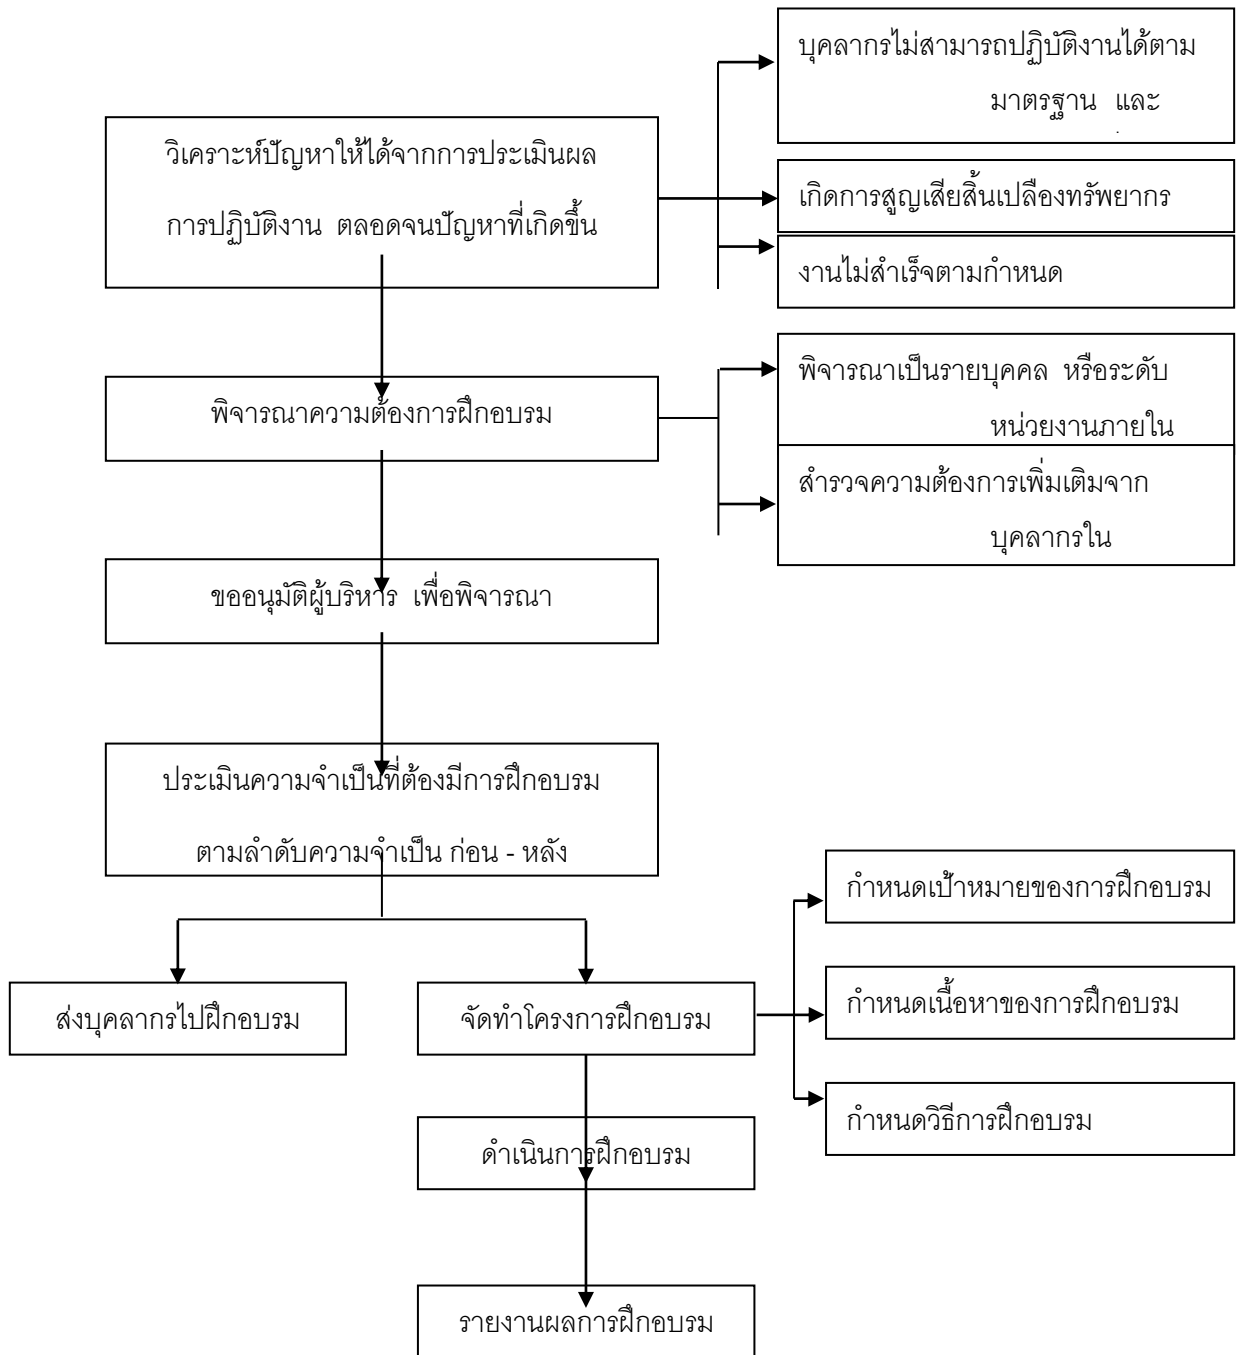 บุคลากรไม่สามารถปฏิบัติงานได้ตาม
มาตรฐาน และ
วิเคราะห์ปัญหาให้ได้จากการประเมินผล
การปฏิบัติงาน ตลอดจนปัญหาที่เกิดขึ้น
เกิดการสูญเสียสิ้นเปลืองทรัพยากร
งานไม่สำเร็จตามกำหนด
พิจารณาความต้องการฝึกอบรม
พิจารณาเป็นรายบุคคล หรือระดับ
หน่วยงานภายใน
สำรวจความต้องการเพิ่มเติมจาก
บุคลากรใน
ขออนุมัติผู้บริหาร เพื่อพิจารณา
ประเมินความจำเป็นที่ต้องมีการฝึกอบรม
ตามลำดับความจำเป็น ก่อน - หลัง
ส่งบุคลากรไปฝึกอบรม
จัดทำโครงการฝึกอบรม
กำหนดเป้าหมายของการฝึกอบรม
กำหนดเนื้อหาของการฝึกอบรม
กำหนดวิธีการฝึกอบรม
ดำเนินการฝึกอบรม
รายงานผลการฝึกอบรม